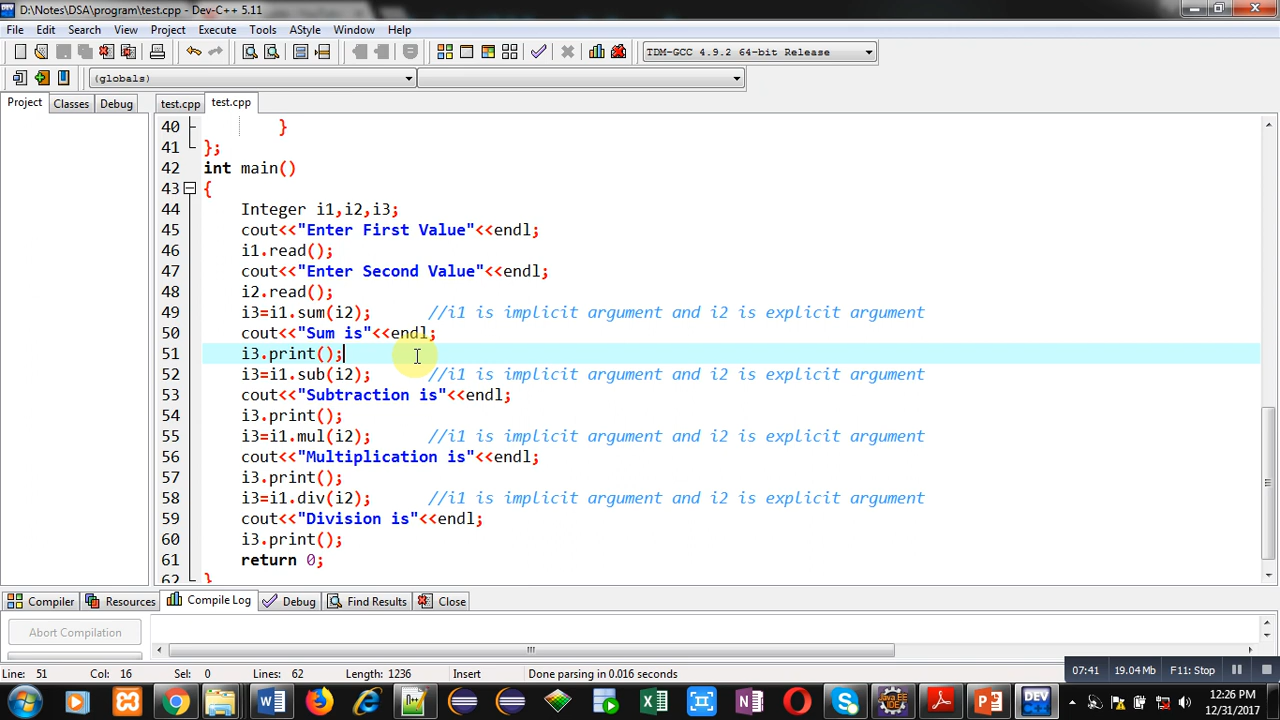 D:\Notes\DSA\program\test.cpp - Dev-C++ 5.11
File Edit Search View Project Execute Tools AStyle Window Help
TDM-GCC 4.9.2 64-bit Release
(globals)
Project Classes Debug test.cpp test.cpp
40 }
41 };
42 int main()
43 {
44 Integer i1,i2,i3;
45 cout<<"Enter First Value"<<endl;
46 i1.read();
47 cout<<"Enter Second Value"<<endl;
48 i2.read();
49 i3=i1.sum(i2); //i1 is implicit argument and i2 is explicit argument
50 cout<<"Sum is"<<endl;
51 i3.print();
52 i3=i1.sub(i2); //i1 is implicit argument and i2 is explicit argument
53 cout<<"Subtraction is"<<endl;
54 i3.print();
55 i3=i1.mul(i2); //i1 is implicit argument and i2 is explicit argument
56 cout<<"Multiplication is"<<endl;
57 i3.print();
58 i3=i1.div(i2); //i1 is implicit argument and i2 is explicit argument
59 cout<<"Division is"<<endl;
60 i3.print();
61 return 0;
62 }
Compiler Resources Compile Log Debug Find Results Close
Abort Compilation
Line: 51 Col: 16 Sel: 0 Lines: 62 Length: 1236 Insert Done parsing in 0.016 seconds
07:41 19.04 Mb F11: Stop
DEV
12:26 PM
12/31/2017